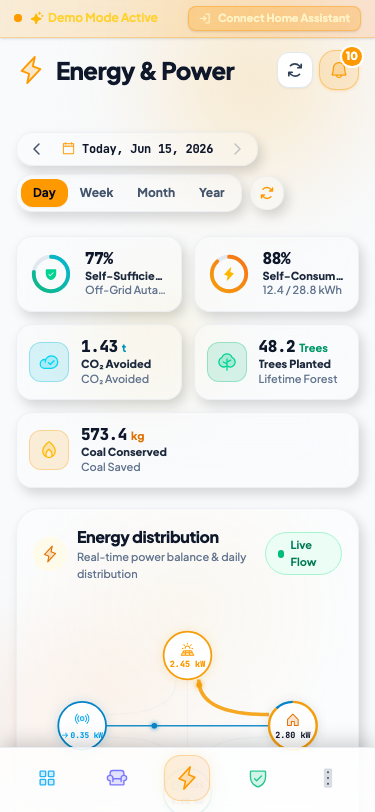 Demo Mode Active
Connect Home Assistant
Energy & Power
10
Today, Jun 15, 2026
Day Week Month Year
77%
Self-Sufficie...
Off-Grid Auta...
88%
Self-Consum...
12.4 / 28.8 kWh
1.43 t
CO₂ Avoided
CO₂ Avoided
48.2 Trees
Trees Planted
Lifetime Forest
573.4 kg
Coal Conserved
Coal Saved
Energy distribution
Real-time power balance & daily
distribution
Live
Flow
2.45 kW
→ 0.35 kW
2.80 kW